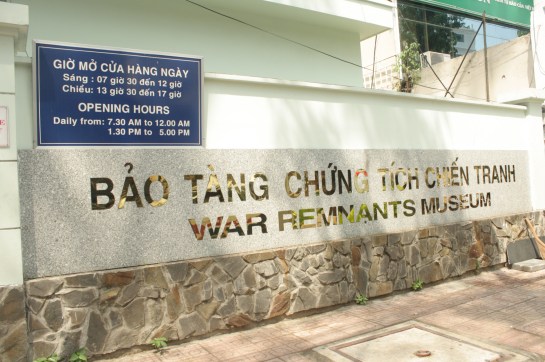 GIỜ MỞ CỬA HÀNG NGÀY
Sáng : 07 giờ 30 đến 12 giờ
Chiều: 13 giờ 30 đến 17 giờ
OPENING HOURS
Daily from: 7.30 AM to 12.00 AM
1.30 PM to 5.00 PM
BẢO TÀNG CHỨNG TÍCH CHIẾN TRANH
WAR REMNANTS MUSEUM